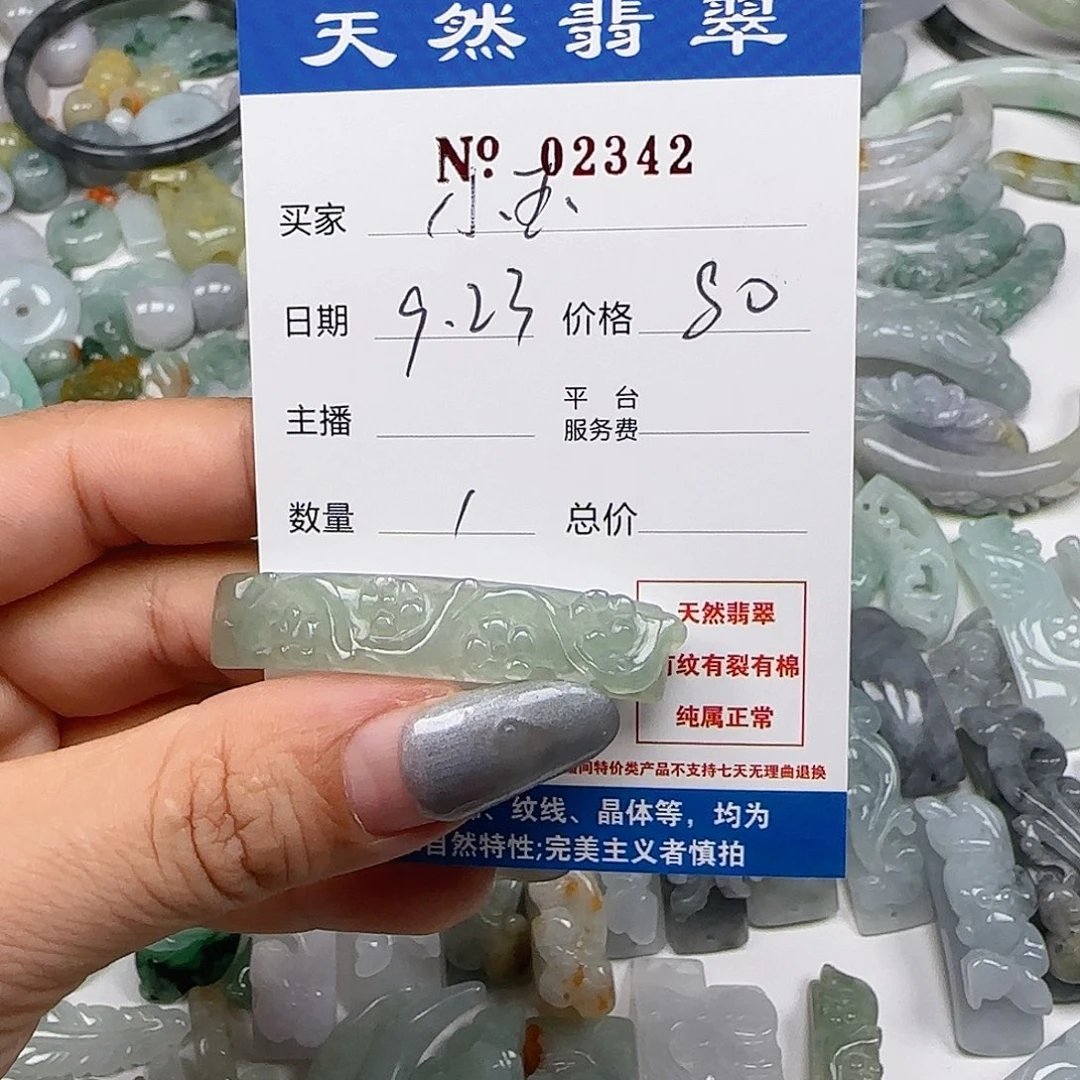 天然翡翠
Nº 02342
买家 小玉
日期 9.23 价格 80
主播 平台服务费
数量 1 总价
天然翡翠
有纹有裂有棉
纯属正常
特价类产品不支持七天无理由退换
、纹线、晶体等，均为
自然特性;完美主义者慎拍